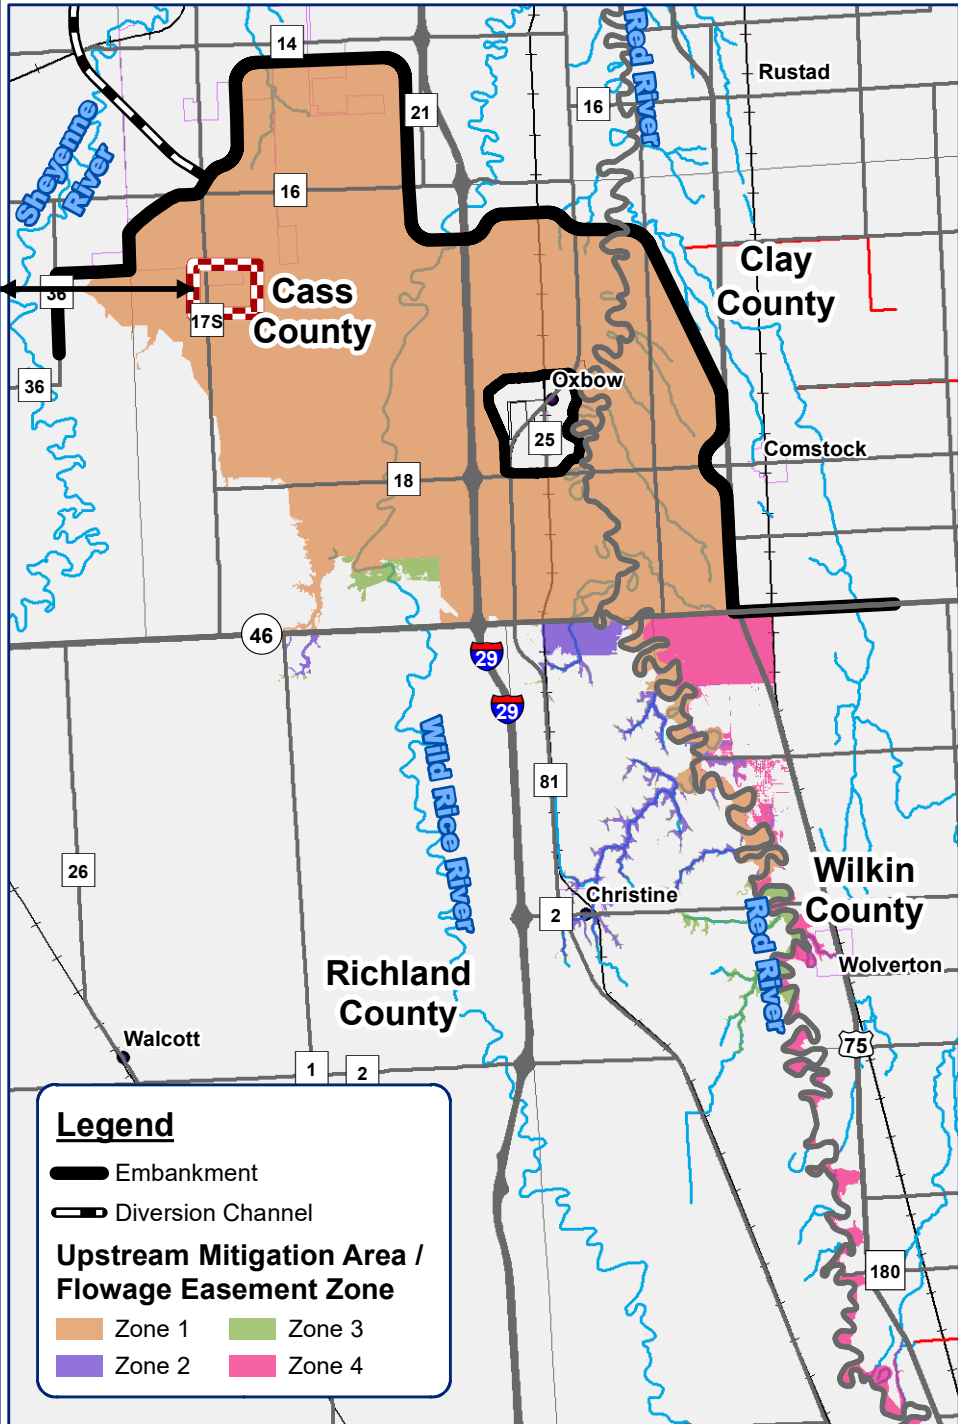 14
Red River
Rustad
21
16
Sheyenne
River
16
Clay
County
36
Cass
County
17S
36
Oxbow
25
Comstock
18
46
29
29
Wild Rice River
81
26
Wilkin
County
Christine
2
Red River
Wolverton
Richland
County
Walcott
75
1
2
Legend
Embankment
Diversion Channel
Upstream Mitigation Area /
Flowage Easement Zone
Zone 1
Zone 3
Zone 2
Zone 4
180